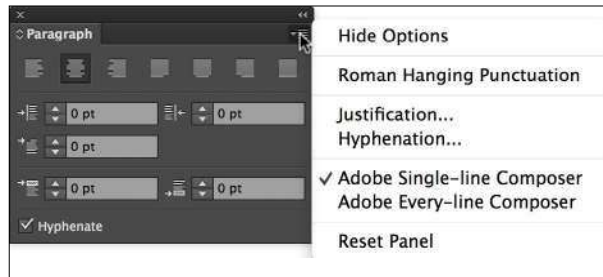 Paragraph
0 pt 0 pt
0 pt
0 pt 0 pt
Hyphenate
Hide Options
Roman Hanging Punctuation
Justification...
Hyphenation...
✓ Adobe Single-line Composer
Adobe Every-line Composer
Reset Panel